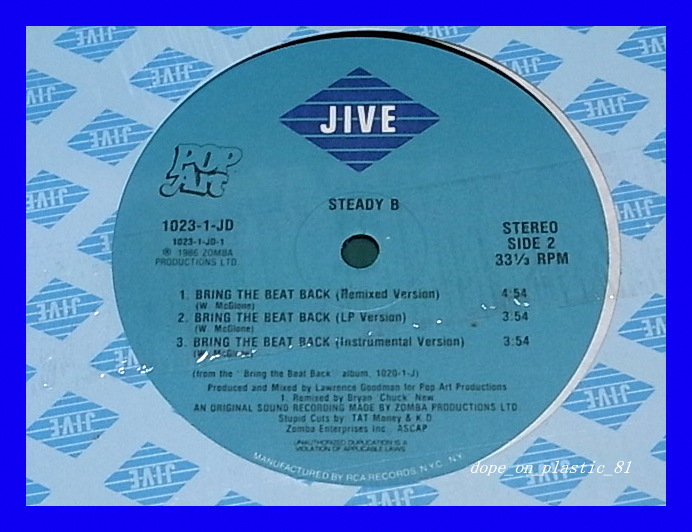 JIVE
POP
Art
STEADY B
1023-1-JD
1023-1-JD-1
℗ 1986 ZOMBA
PRODUCTIONS LTD.
STEREO
SIDE 2
33 1/3 RPM
1. BRING THE BEAT BACK (Remixed Version) 4:54
(W. McGlone)
2. BRING THE BEAT BACK (LP Version) 3:54
(W. McGlone)
3. BRING THE BEAT BACK (Instrumental Version) 3:54
(W. McGlone)
(from the "Bring the Beat Back" album, 1020-1-J)
Produced and Mixed by Lawrence Goodman for Pop Art Productions
1. Remixed by Bryan "Chuck" New
AN ORIGINAL SOUND RECORDING MADE BY ZOMBA PRODUCTIONS LTD.
Stupid Cuts by TAT Money & K.D.
Zomba Enterprises Inc. ASCAP
UNAUTHORIZED DUPLICATION IS A
VIOLATION OF APPLICABLE LAWS.
MANUFACTURED BY RCA RECORDS, N.Y.C., N.Y.
dope_on_plastic_81